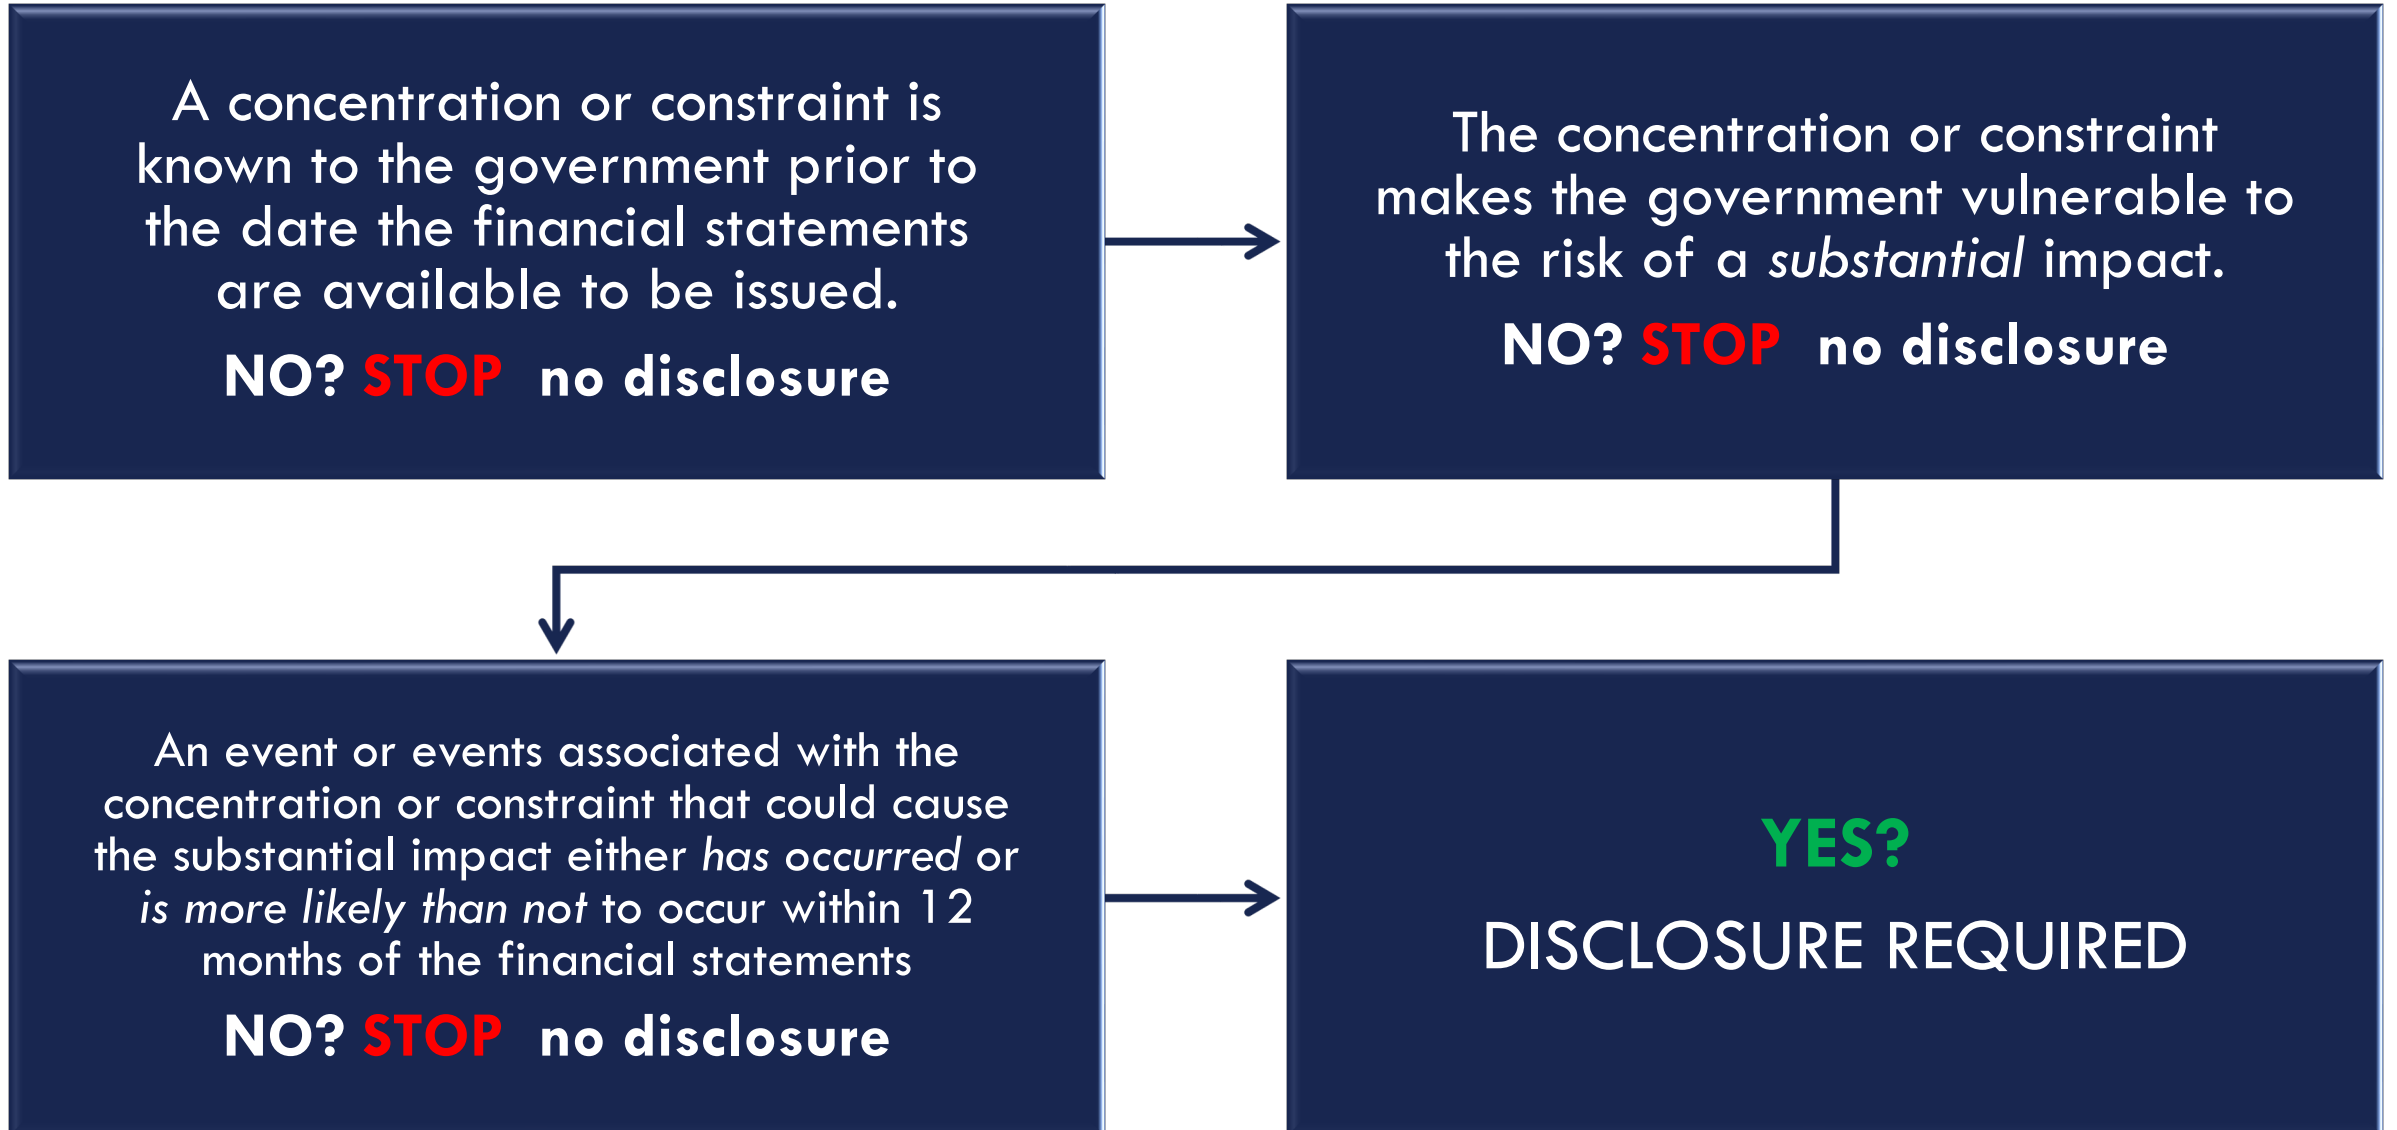 A concentration or constraint is
known to the government prior to
the date the financial statements
are available to be issued.
NO? STOP no disclosure
The concentration or constraint
makes the government vulnerable to
the risk of a substantial impact.
NO? STOP no disclosure
An event or events associated with the
concentration or constraint that could cause
the substantial impact either has occurred or
is more likely than not to occur within 12
months of the financial statements
NO? STOP no disclosure
YES?
DISCLOSURE REQUIRED